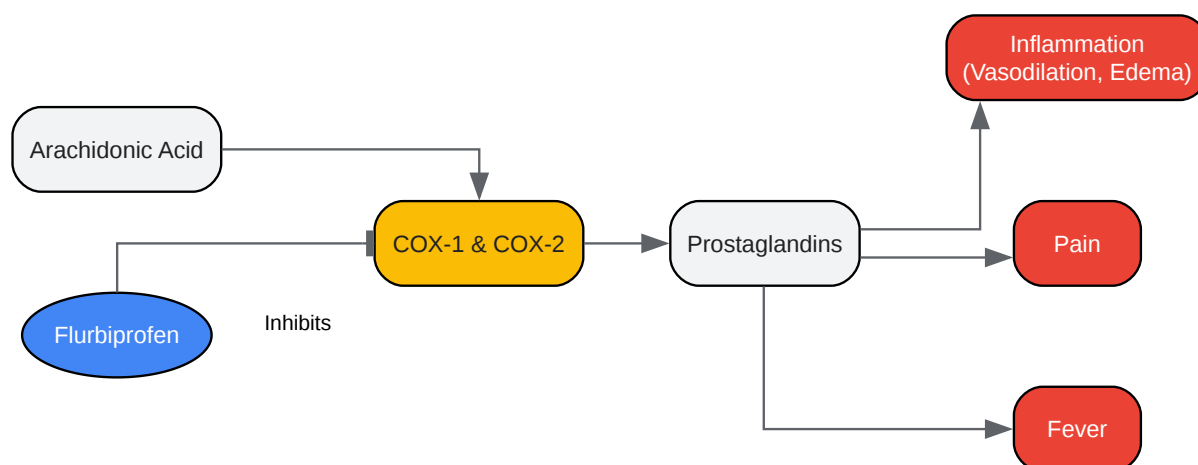 Inflammation
(Vasodilation, Edema)
Arachidonic Acid
COX-1 & COX-2
Prostaglandins
Pain
Flurbiprofen
Inhibits
Fever